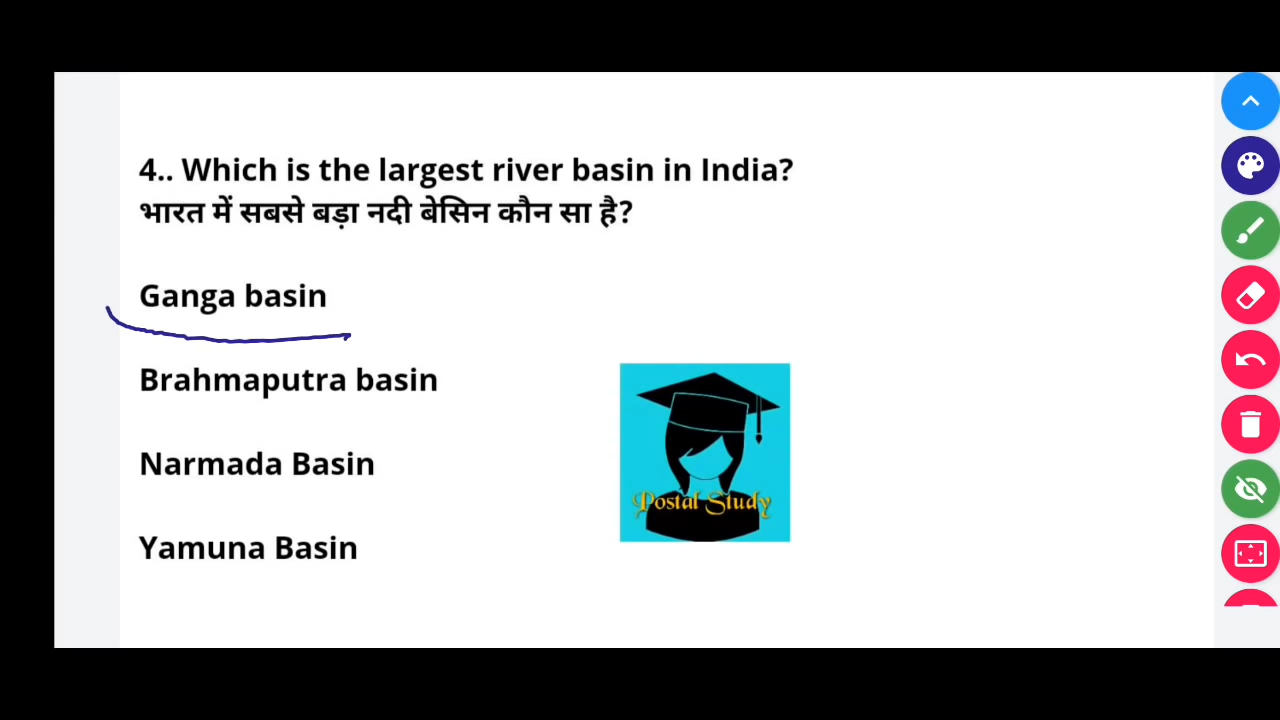 4.. Which is the largest river basin in India?
भारत में सबसे बड़ा नदी बेसिन कौन सा है?
Ganga basin
Brahmaputra basin
Narmada Basin
Yamuna Basin
Postal Study